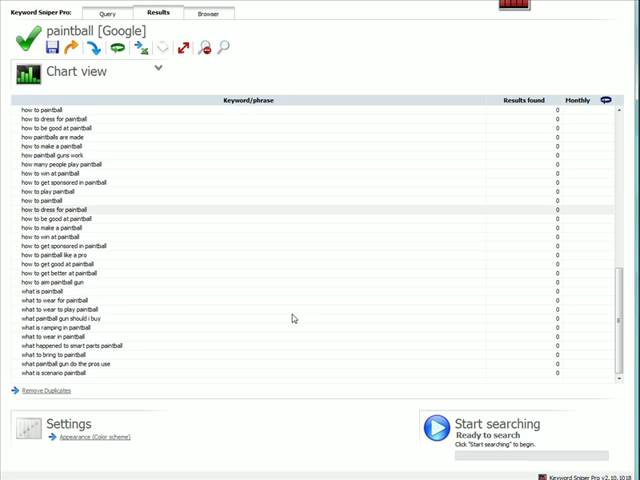 Keyword Sniper Pro: Query Results Browser
paintball [Google]
Chart view
Keyword/phrase Results found Monthly
how to paintball 0
how to dress for paintball 0
how to be good at paintball 0
how paintballs are made 0
how to make a paintball 0
how paintball guns work 0
how many people play paintball 0
how to win at paintball 0
how to get sponsored in paintball 0
how to play paintball 0
how to paintball 0
how to dress for paintball 0
how to be good at paintball 0
how to make a paintball 0
how to win at paintball 0
how to get sponsored in paintball 0
how to paintball like a pro 0
how to get good at paintball 0
how to get better at paintball 0
how to aim paintball gun 0
what is paintball 0
what to wear for paintball 0
what to wear to play paintball 0
what paintball gun should i buy 0
what is ramping in paintball 0
what to wear in paintball 0
what happened to smart parts paintball 0
what to bring to paintball 0
what paintball gun do the pros use 0
what is scenario paintball 0
Remove Duplicates
Settings
Appearance (Color scheme)
Start searching
Ready to search
Click "Start searching" to begin.
Keyword Sniper Pro v2.10.1018